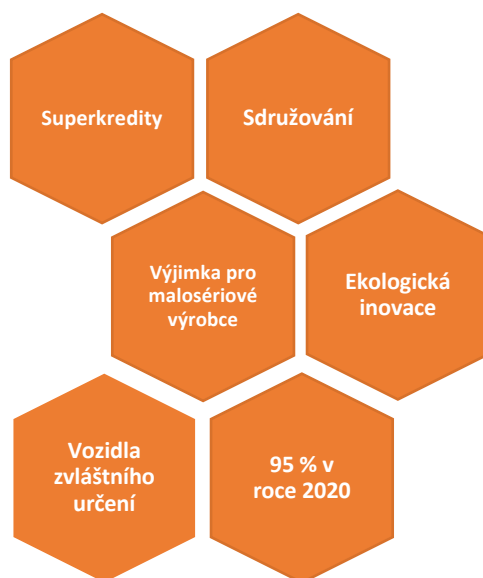 Superkredity
Sdružování
Výjimka pro
malosériové
výrobce
Ekologická
inovace
Vozidla
zvláštního
určení
95 % v
roce 2020